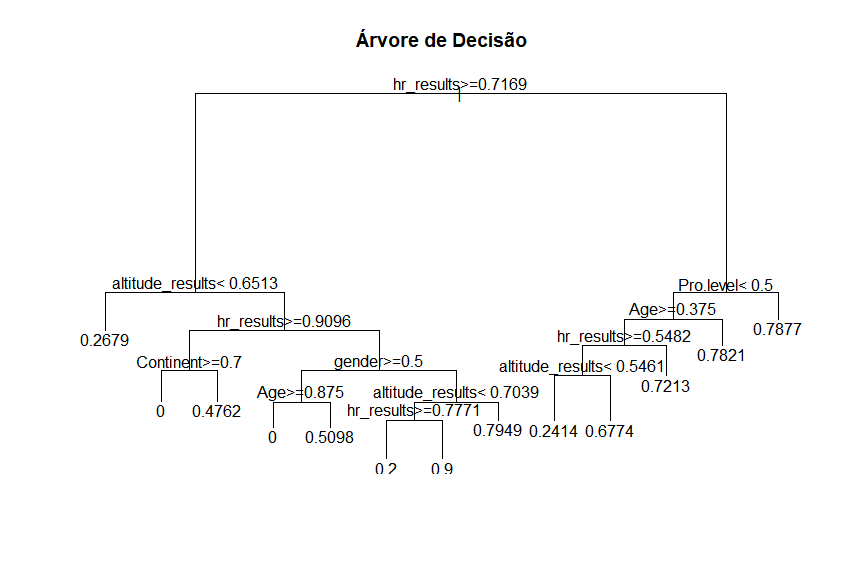 Árvore de Decisão
hr_results>=0.7169
altitude_results< 0.6513
Pro.level< 0.5
Age>=0.375
hr_results>=0.9096
0.7877
hr_results>=0.5482
0.2679
0.7821
Continent>=0.7
gender>=0.5
altitude_results< 0.5461
0.7213
Age>=0.875
altitude_results< 0.7039
hr_results>=0.7771
0
0.4762
0.7949
0.2414
0.6774
0
0.5098
0.2
0.9